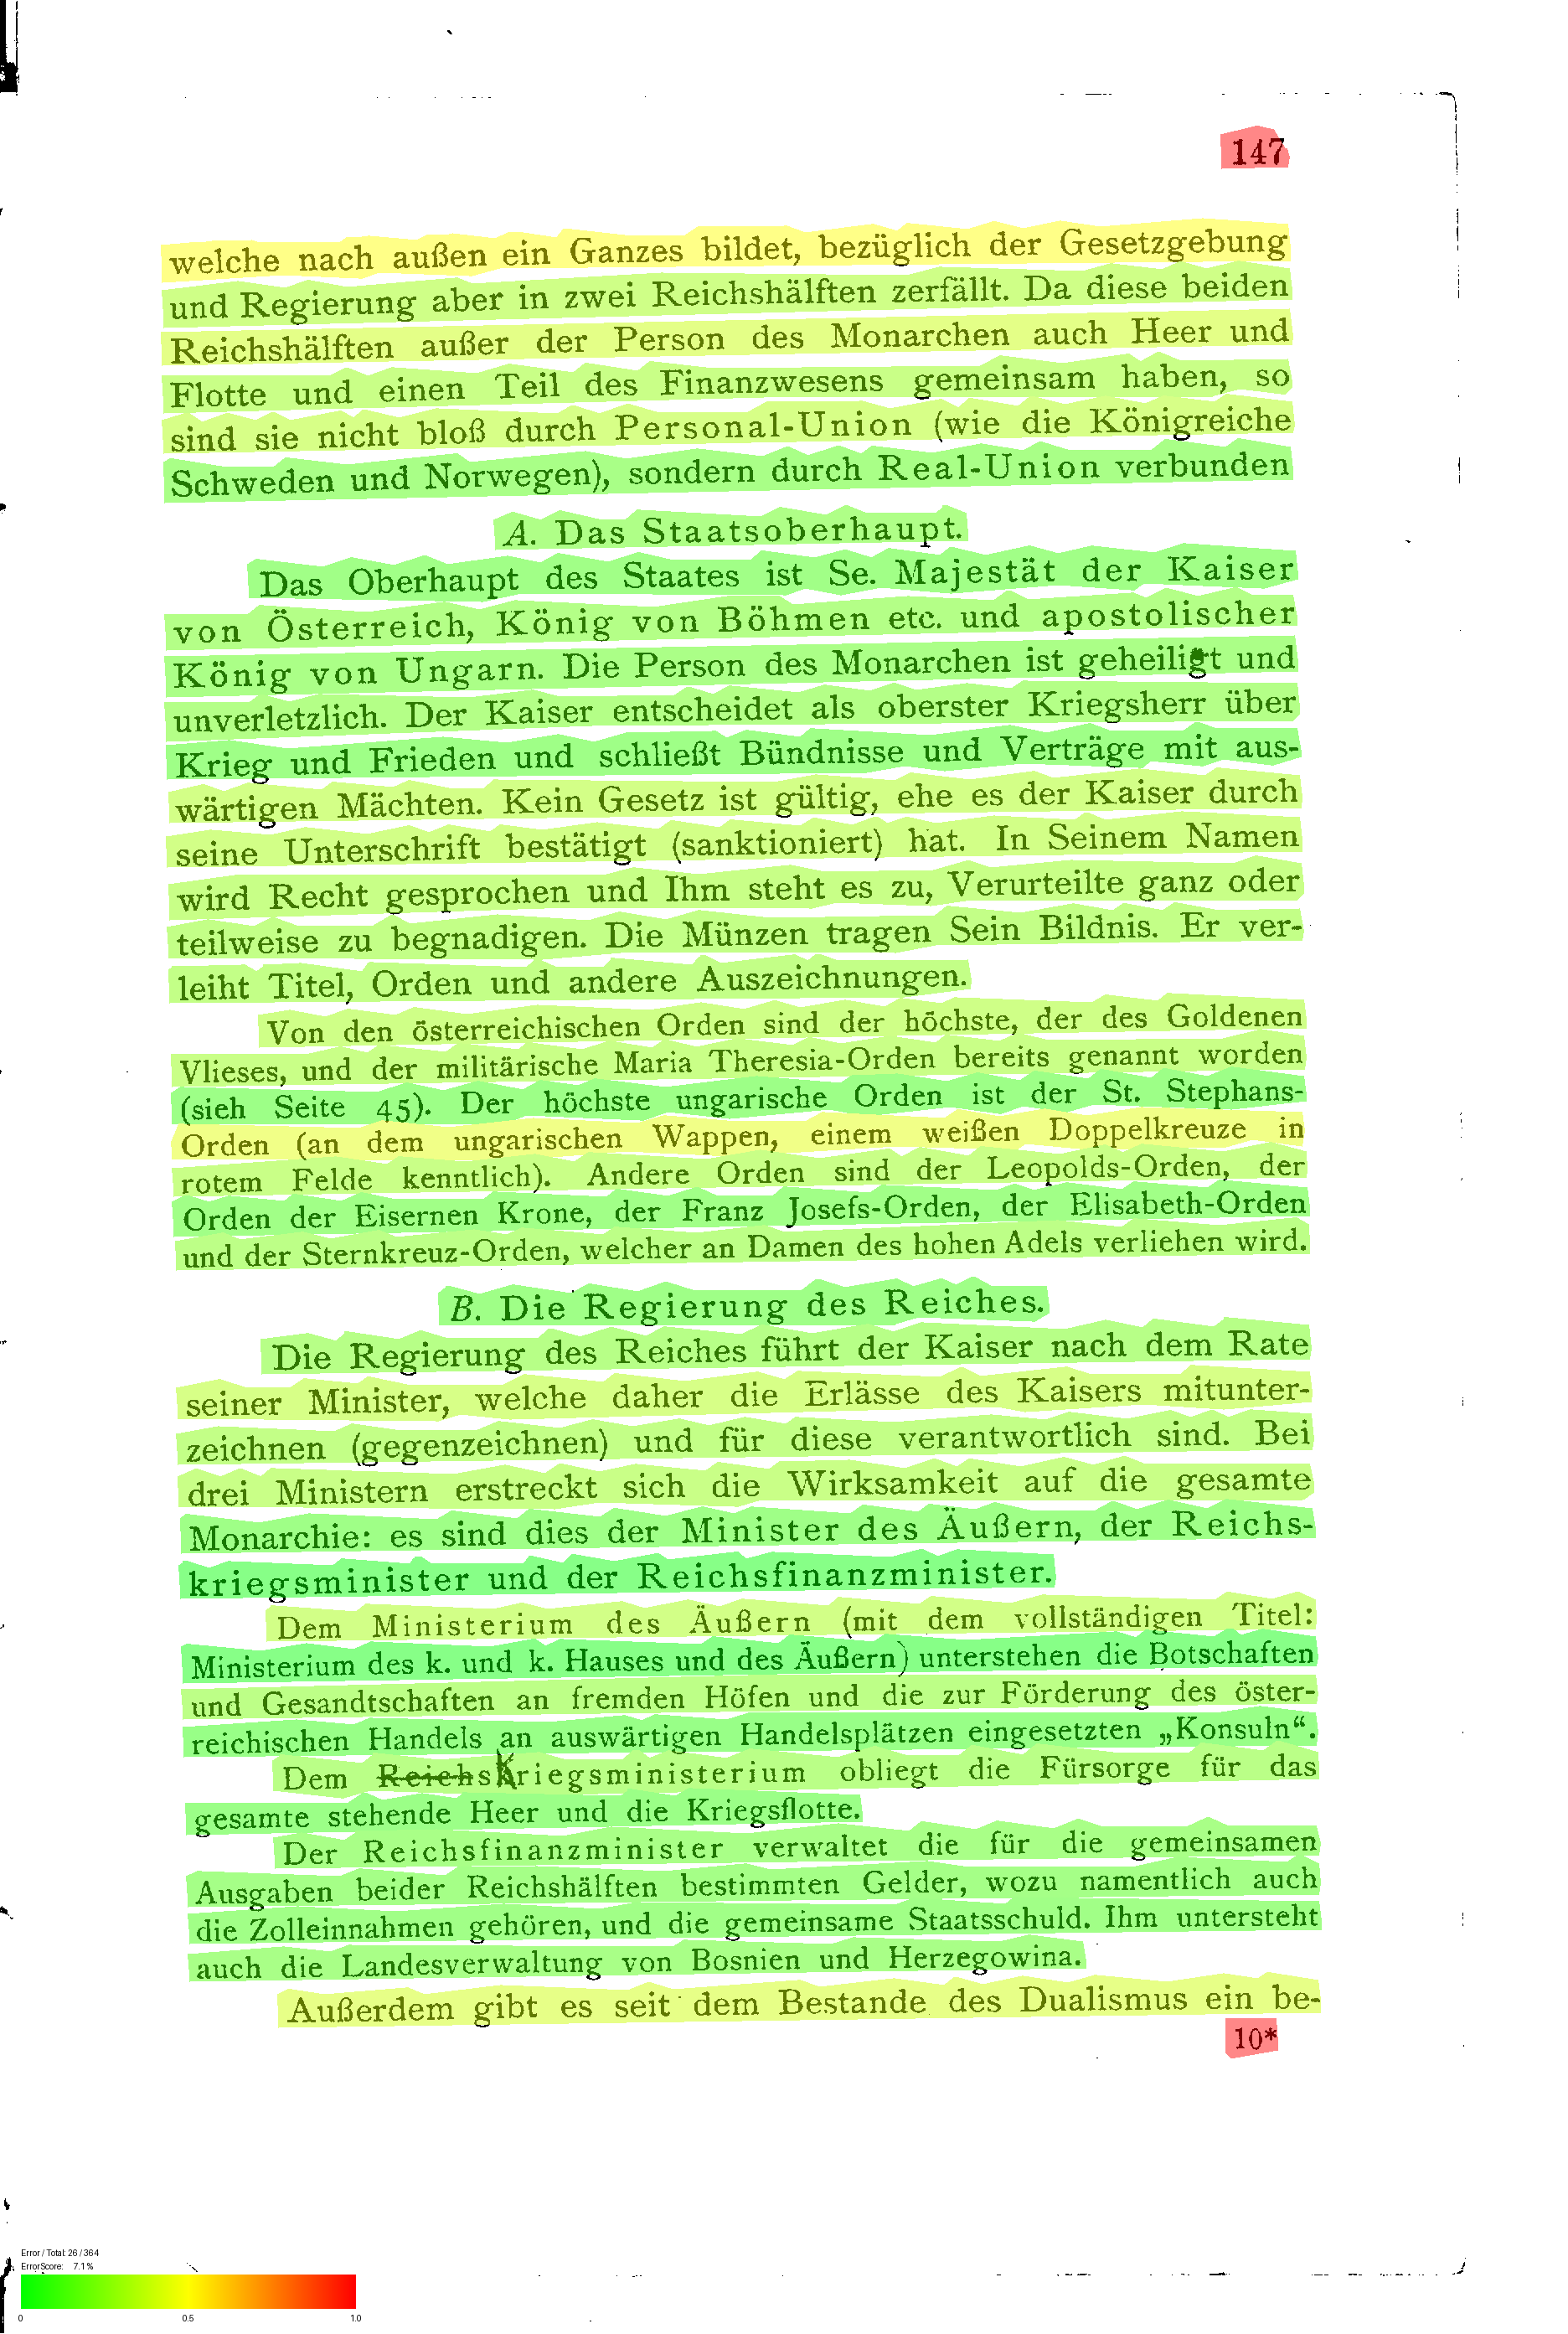 147
welche nach außen ein Ganzes bildet, bezüglich der Gesetzgebung
und Regierung aber in zwei Reichshälften zerfällt. Da diese beiden
Reichshälften außer der Person des Monarchen auch Heer und
Flotte und einen Teil des Finanzwesens gemeinsam haben, so
sind sie nicht bloß durch Personal-Union (wie die Königreiche
Schweden und Norwegen), sondern durch Real-Union verbunden
A. Das Staatsoberhaupt.
Das Oberhaupt des Staates ist Se. Majestät der Kaiser
von Österreich, König von Böhmen etc. und apostolischer
König von Ungarn. Die Person des Monarchen ist geheiligt und
unverletzlich. Der Kaiser entscheidet als oberster Kriegsherr über
Krieg und Frieden und schließt Bündnisse und Verträge mit aus-
wärtigen Mächten. Kein Gesetz ist gültig, ehe es der Kaiser durch
seine Unterschrift bestätigt (sanktioniert) hat. In Seinem Namen
wird Recht gesprochen und Ihm steht es zu, Verurteilte ganz oder
teilweise zu begnadigen. Die Münzen tragen Sein Bildnis. Er ver-
leiht Titel, Orden und andere Auszeichnungen.
Von den österreichischen Orden sind der höchste, der des Goldenen
Vlieses, und der militärische Maria Theresia-Orden bereits genannt worden
(sieh Seite 45). Der höchste ungarische Orden ist der St. Stephans-
Orden (an dem ungarischen Wappen, einem weißen Doppelkreuze in
rotem Felde kenntlich). Andere Orden sind der Leopolds-Orden, der
Orden der Eisernen Krone, der Franz Josefs-Orden, der Elisabeth-Orden
und der Sternkreuz-Orden, welcher an Damen des hohen Adels verliehen wird.
B. Die Regierung des Reiches.
Die Regierung des Reiches führt der Kaiser nach dem Rate
seiner Minister, welche daher die Erlässe des Kaisers mitunter-
zeichnen (gegenzeichnen) und für diese verantwortlich sind. Bei
drei Ministern erstreckt sich die Wirksamkeit auf die gesamte
Monarchie: es sind dies der Minister des Äußern, der Reichs-
kriegsminister und der Reichsfinanzminister.
Dem Ministerium des Äußern (mit dem vollständigen Titel:
Ministerium des k. und k. Hauses und des Äußern) unterstehen die Botschaften
und Gesandtschaften an fremden Höfen und die zur Förderung des öster-
reichischen Handels an auswärtigen Handelsplätzen eingesetzten „Konsuln“.
Dem ReichsKriegsministerium obliegt die Fürsorge für das
gesamte stehende Heer und die Kriegsflotte.
Der Reichsfinanzminister verwaltet die für die gemeinsamen
Ausgaben beider Reichshälften bestimmten Gelder, wozu namentlich auch
die Zolleinnahmen gehören, und die gemeinsame Staatsschuld. Ihm untersteht
auch die Landesverwaltung von Bosnien und Herzegowina.
Außerdem gibt es seit dem Bestande des Dualismus ein be-
10*
Error / Total: 26 / 364
ErrorScore: 7.1 %
0 0.5 1.0